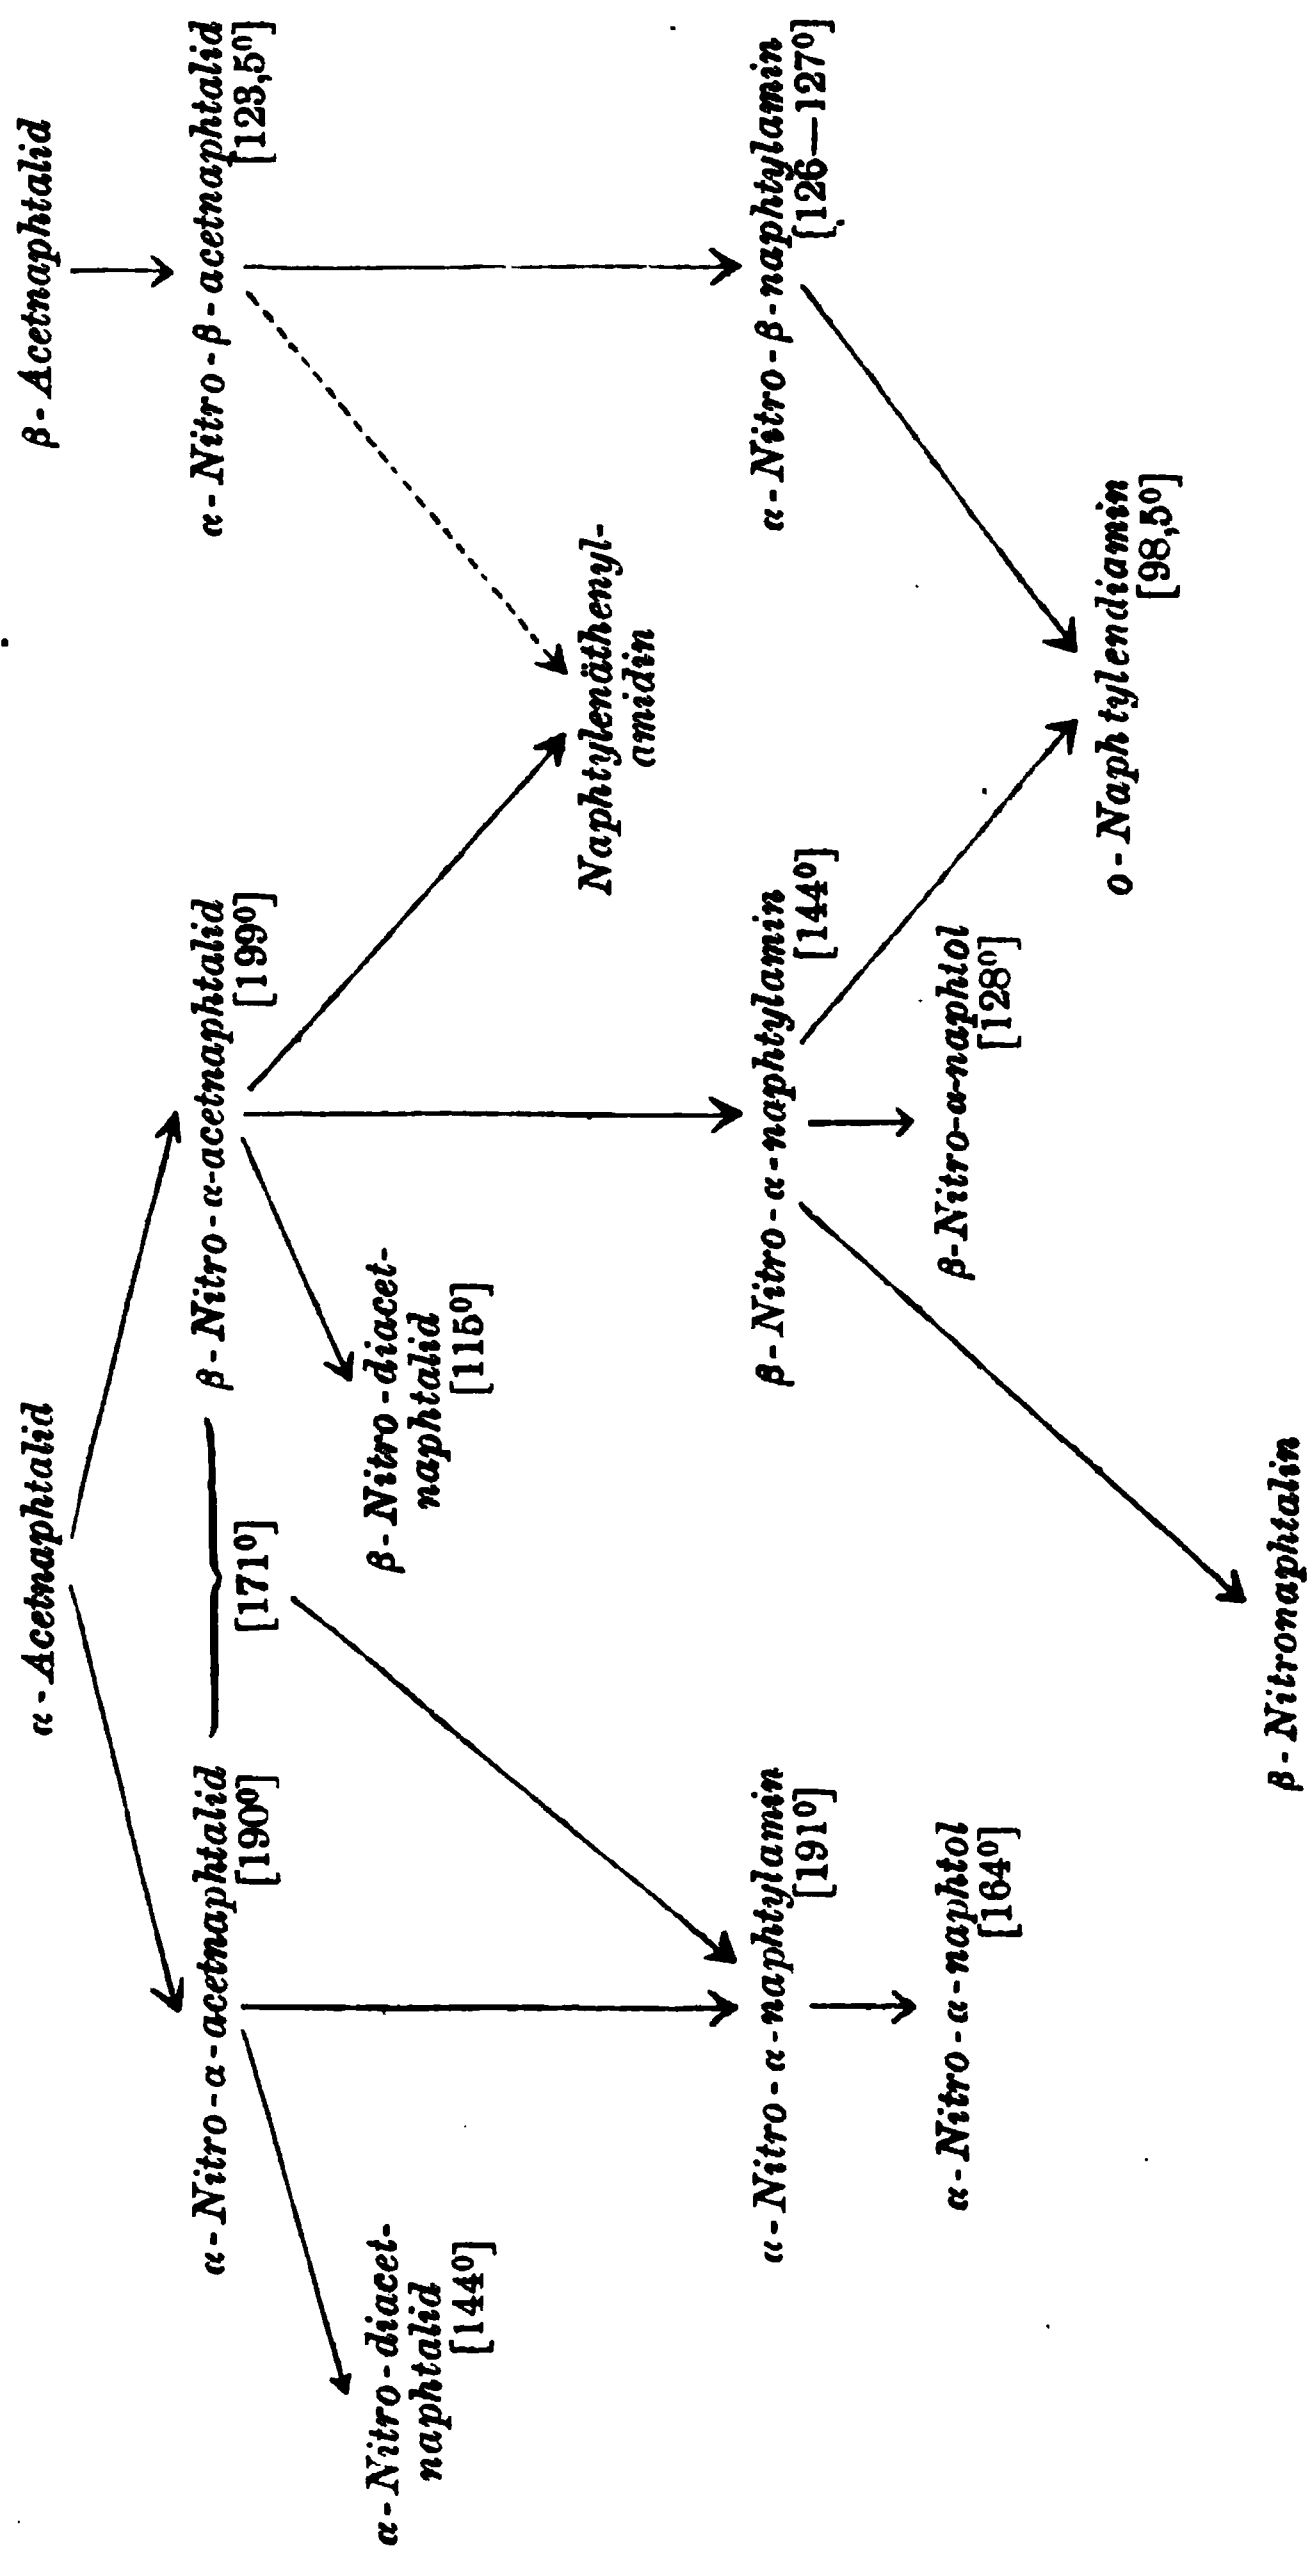 α-Acetnaphtalid
β-Acetnaphtalid
α-Nitro-α-acetnaphtalid
[190⁰]
[171⁰]
β-Nitro-α-acetnaphtalid
[199⁰]
α-Nitro-β-acetnaphtalid
[123,5⁰]
α-Nitro-diacet-
naphtalid
[144⁰]
β-Nitro-diacet-
naphtalid
[115⁰]
Naphtylenäthenyl-
amidin
α-Nitro-α-naphtylamin
[191⁰]
β-Nitro-α-naphtylamin
[144⁰]
α-Nitro-β-naphtylamin
[126—127⁰]
α-Nitro-α-naphtol
[164⁰]
β-Nitro-α-naphtol
[128⁰]
o-Naphtylendiamin
[98,5⁰]
β-Nitronaphtalin